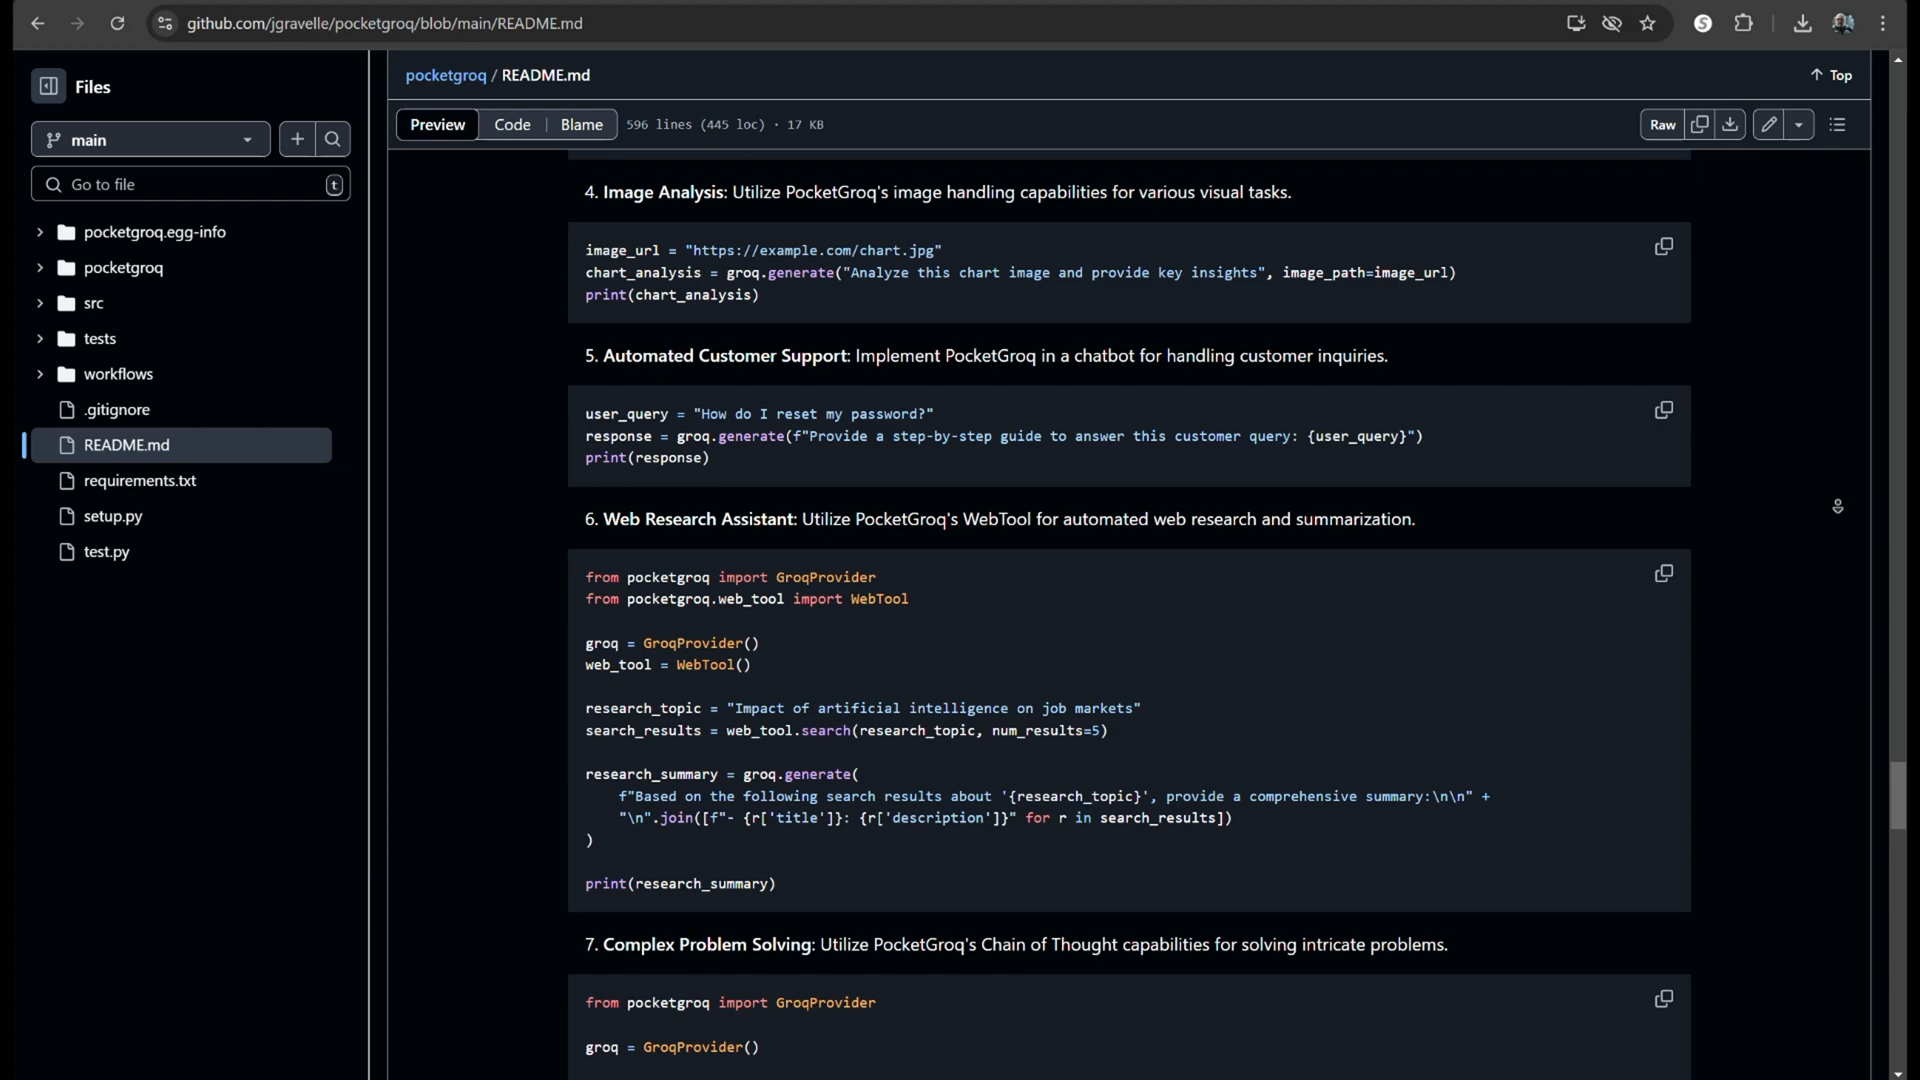 github.com/jgravelle/pocketgroq/blob/main/README.md
S
Files
main
Go to file
t
pocketgroq.egg-info
pocketgroq
src
tests
workflows
.gitignore
README.md
requirements.txt
setup.py
test.py
pocketgroq / README.md
Top
Preview
Code
Blame
596 lines (445 loc) · 17 KB
Raw
4. Image Analysis: Utilize PocketGroq's image handling capabilities for various visual tasks.
image_url = "https://example.com/chart.jpg"
chart_analysis = groq.generate("Analyze this chart image and provide key insights", image_path=image_url)
print(chart_analysis)
5. Automated Customer Support: Implement PocketGroq in a chatbot for handling customer inquiries.
user_query = "How do I reset my password?"
response = groq.generate(f"Provide a step-by-step guide to answer this customer query: {user_query}")
print(response)
6. Web Research Assistant: Utilize PocketGroq's WebTool for automated web research and summarization.
from pocketgroq import GroqProvider
from pocketgroq.web_tool import WebTool
groq = GroqProvider()
web_tool = WebTool()
research_topic = "Impact of artificial intelligence on job markets"
search_results = web_tool.search(research_topic, num_results=5)
research_summary = groq.generate(
f"Based on the following search results about '{research_topic}', provide a comprehensive summary:\n\n" +
"\n".join([f"- {r['title']}: {r['description']}" for r in search_results])
)
print(research_summary)
7. Complex Problem Solving: Utilize PocketGroq's Chain of Thought capabilities for solving intricate problems.
from pocketgroq import GroqProvider
groq = GroqProvider()